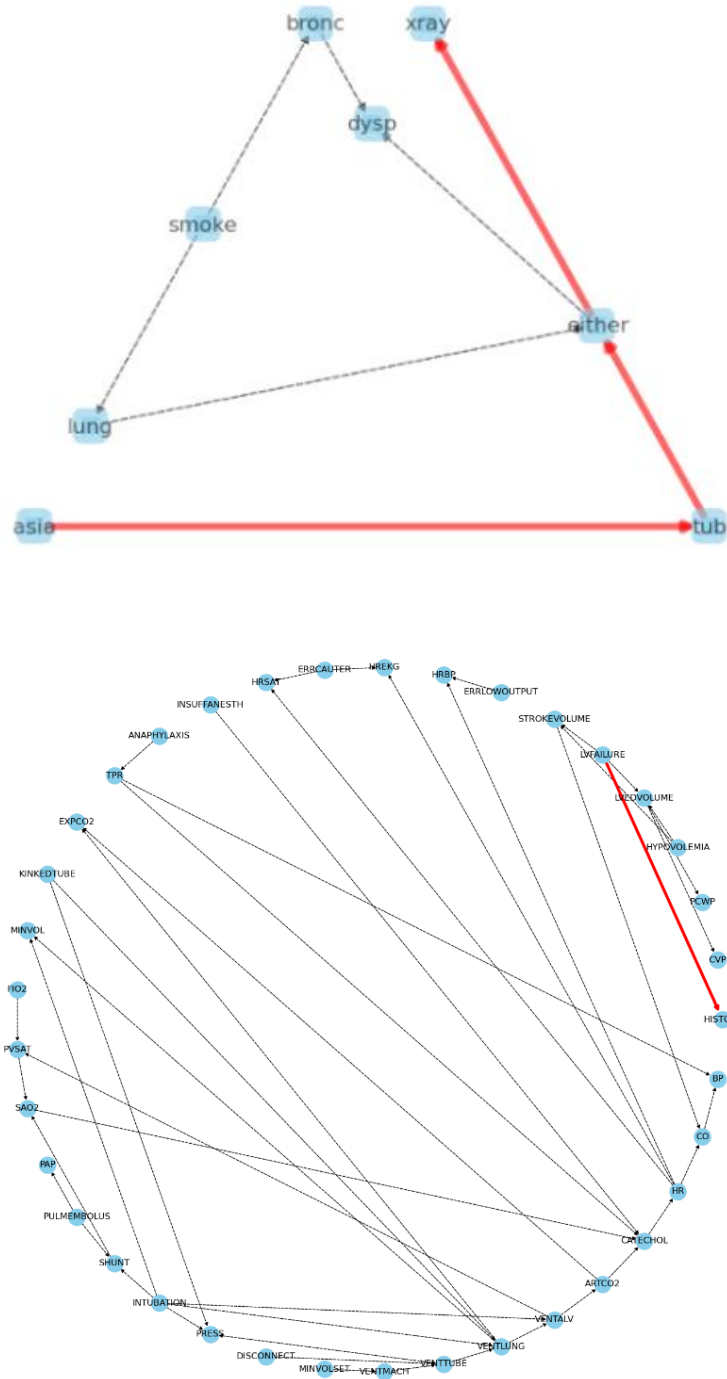 bronc xray
dysp
smoke
either
lung
asia tub
ERRCAUTER HREKG
HRBP
HRSAT
ERRLOWOUTPUT
INSUFFANESTH
STROKEVOLUME
ANAPHYLAXIS
LVFAILURE
TPR
LVEDVOLUME
EXPCO2
HYPOVOLEMIA
KINKEDTUBE
PCWP
MINVOL
CVP
FIO2
HISTO
PVSAT
BP
SAO2
CO
PAP
HR
PULMEMBOLUS
CATECHOL
SHUNT
ARTCO2
INTUBATION
VENTALV
PRESS
VENTLUNG
DISCONNECT
VENTTUBE
MINVOLSET VENTMACH